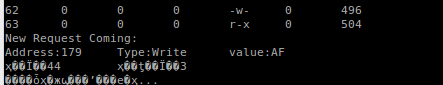 62 0 0 0 -w- 0 496
63 0 0 0 r-x 0 504
New Request Coming:
Address:179 Type:Write value:AF